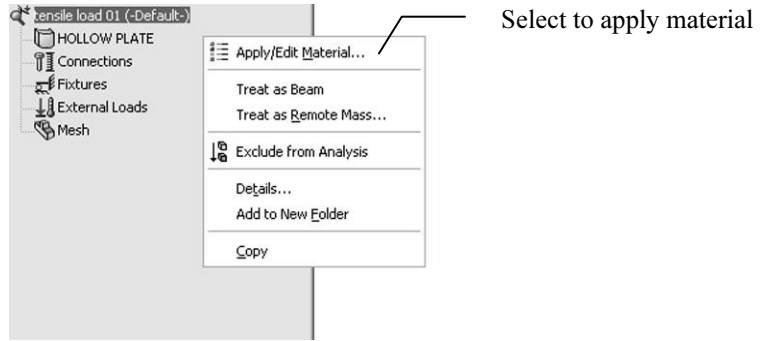 tensile load 01 (-Default-)
HOLLOW PLATE
Connections
Fixtures
External Loads
Mesh
Apply/Edit Material...
Treat as Beam
Treat as Remote Mass...
Exclude from Analysis
Details...
Add to New Folder
Copy
Select to apply material